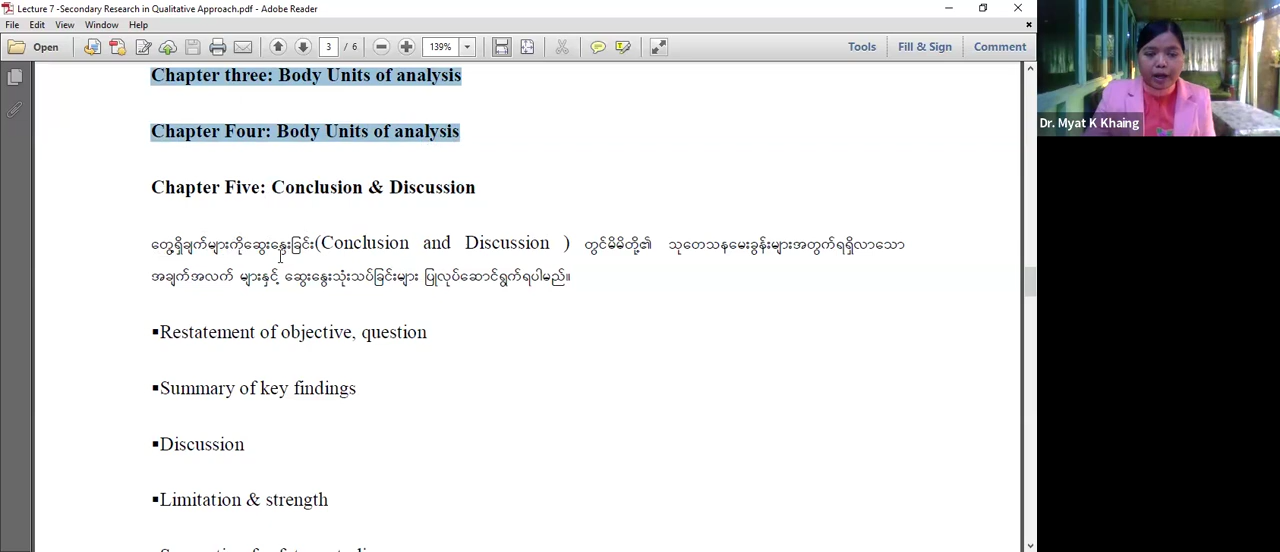 Lecture 7 -Secondary Research in Qualitative Approach.pdf - Adobe Reader
File Edit View Window Help
Open 3 / 6 139% Tools Fill & Sign Comment
Chapter three: Body Units of analysis
Dr. Myat K Khaing
Chapter Four: Body Units of analysis
Chapter Five: Conclusion & Discussion
တွေ့ရှိချက်များကိုဆွေးနွေးခြင်း(Conclusion and Discussion ) တွင်မိမိတို့၏ သုတေသနမေးခွန်းများအတွက်ရရှိလာသော
အချက်အလက် များနှင့် ဆွေးနွေးသုံးသပ်ခြင်းများ ပြုလုပ်ဆောင်ရွက်ရပါမည်။
▪Restatement of objective, question
▪Summary of key findings
▪Discussion
▪Limitation & strength